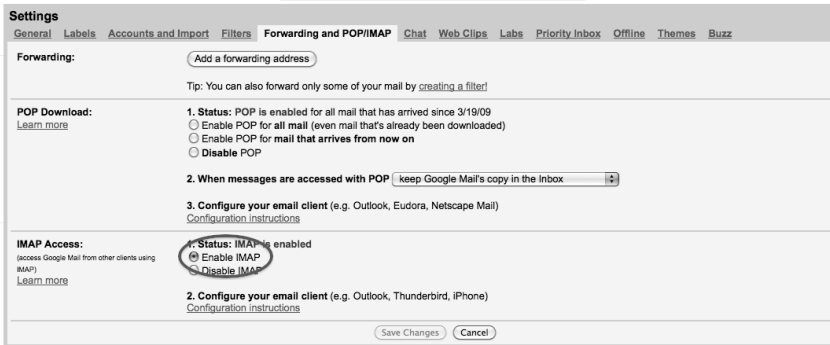 Settings
General Labels Accounts and Import Filters Forwarding and POP/IMAP Chat Web Clips Labs Priority Inbox Offline Themes Buzz
Forwarding:
Add a forwarding address
Tip: You can also forward only some of your mail by creating a filter!
POP Download:
Learn more
1. Status: POP is enabled for all mail that has arrived since 3/19/09
Enable POP for all mail (even mail that's already been downloaded)
Enable POP for mail that arrives from now on
Disable POP
2. When messages are accessed with POP keep Google Mail's copy in the Inbox
3. Configure your email client (e.g. Outlook, Eudora, Netscape Mail)
Configuration instructions
IMAP Access:
(access Google Mail from other clients using
IMAP)
Learn more
1. Status: IMAP is enabled
Enable IMAP
Disable IMAP
2. Configure your email client (e.g. Outlook, Thunderbird, iPhone)
Configuration instructions
Save Changes Cancel